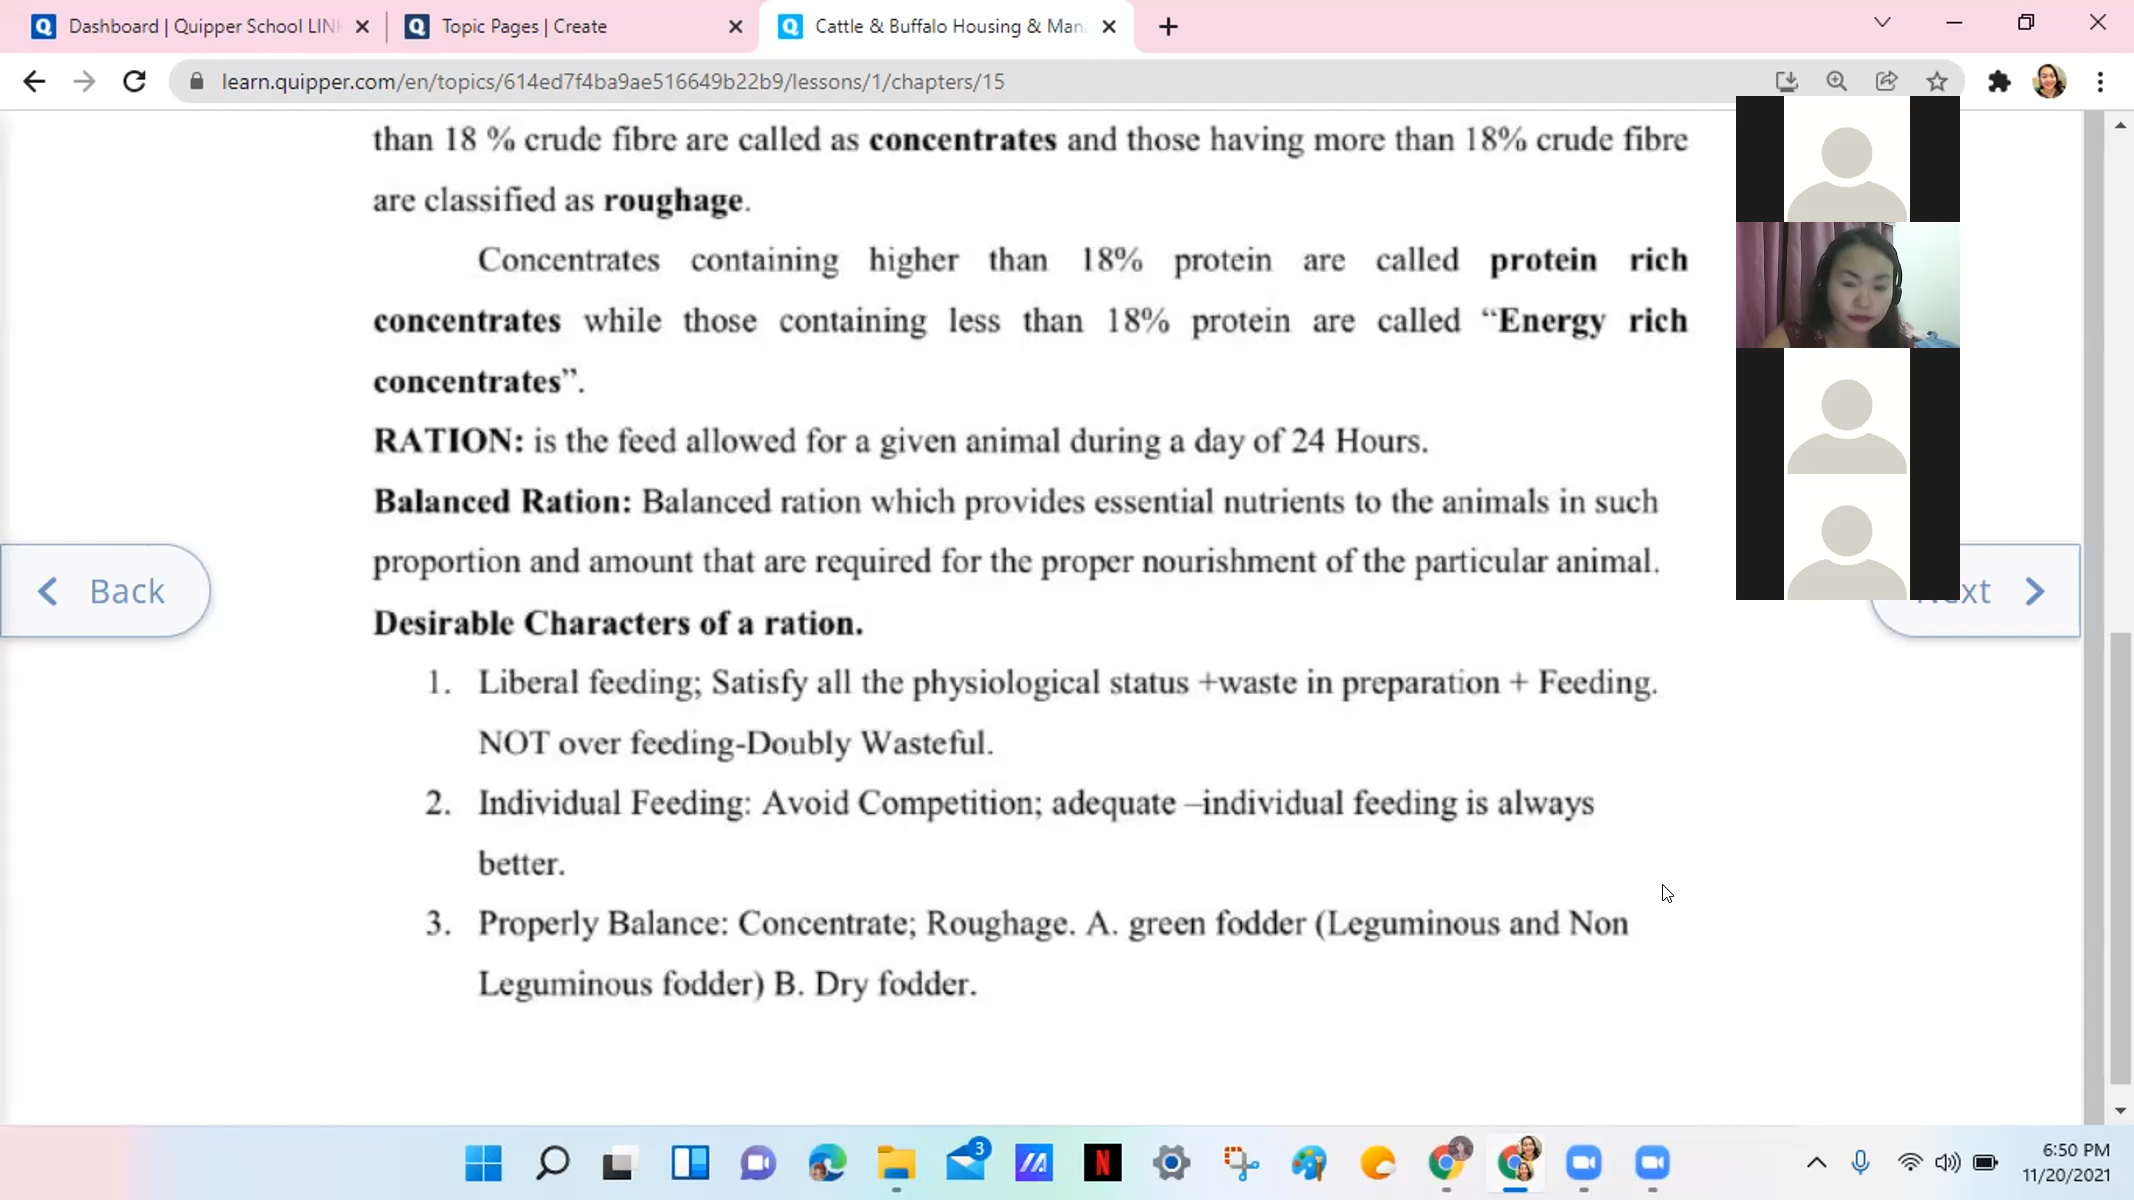 Dashboard | Quipper School LINK
Topic Pages | Create
Cattle & Buffalo Housing & Man
learn.quipper.com/en/topics/614ed7f4ba9ae516649b22b9/lessons/1/chapters/15
than 18 % crude fibre are called as concentrates and those having more than 18% crude fibre
are classified as roughage.
Concentrates containing higher than 18% protein are called protein rich
concentrates while those containing less than 18% protein are called “Energy rich
concentrates”.
RATION: is the feed allowed for a given animal during a day of 24 Hours.
Balanced Ration: Balanced ration which provides essential nutrients to the animals in such
proportion and amount that are required for the proper nourishment of the particular animal.
Back
Next
Desirable Characters of a ration.
1. Liberal feeding; Satisfy all the physiological status +waste in preparation + Feeding.
NOT over feeding-Doubly Wasteful.
2. Individual Feeding: Avoid Competition; adequate –individual feeding is always
better.
3. Properly Balance: Concentrate; Roughage. A. green fodder (Leguminous and Non
Leguminous fodder) B. Dry fodder.
3
N
6:50 PM
11/20/2021